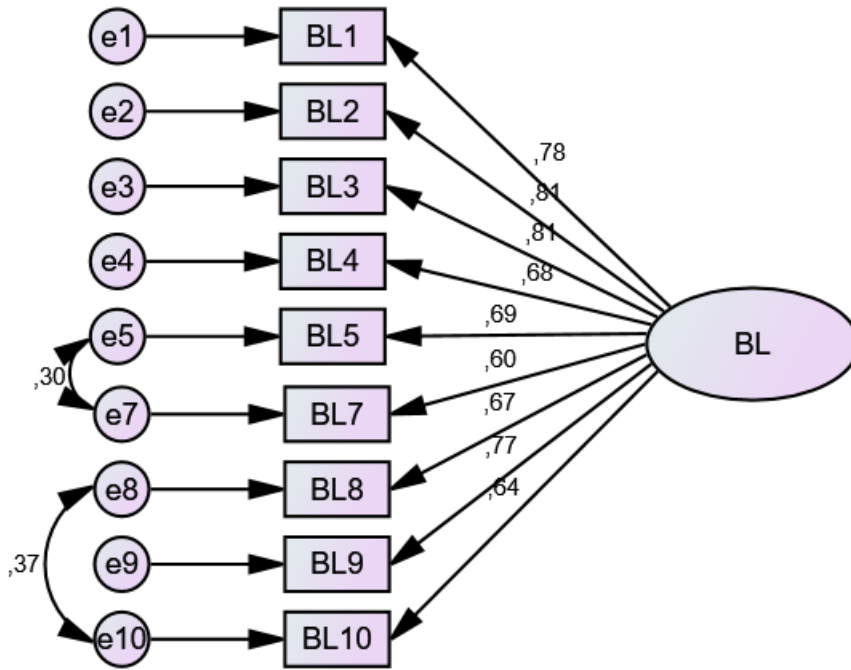 e1 BL1
e2 BL2
,78
e3 BL3
,81
,81
e4 BL4
,68
e5 BL5
,69
BL
,30
,60
e7 BL7
,67
,77
e8 BL8
,64
,37
e9 BL9
e10 BL10